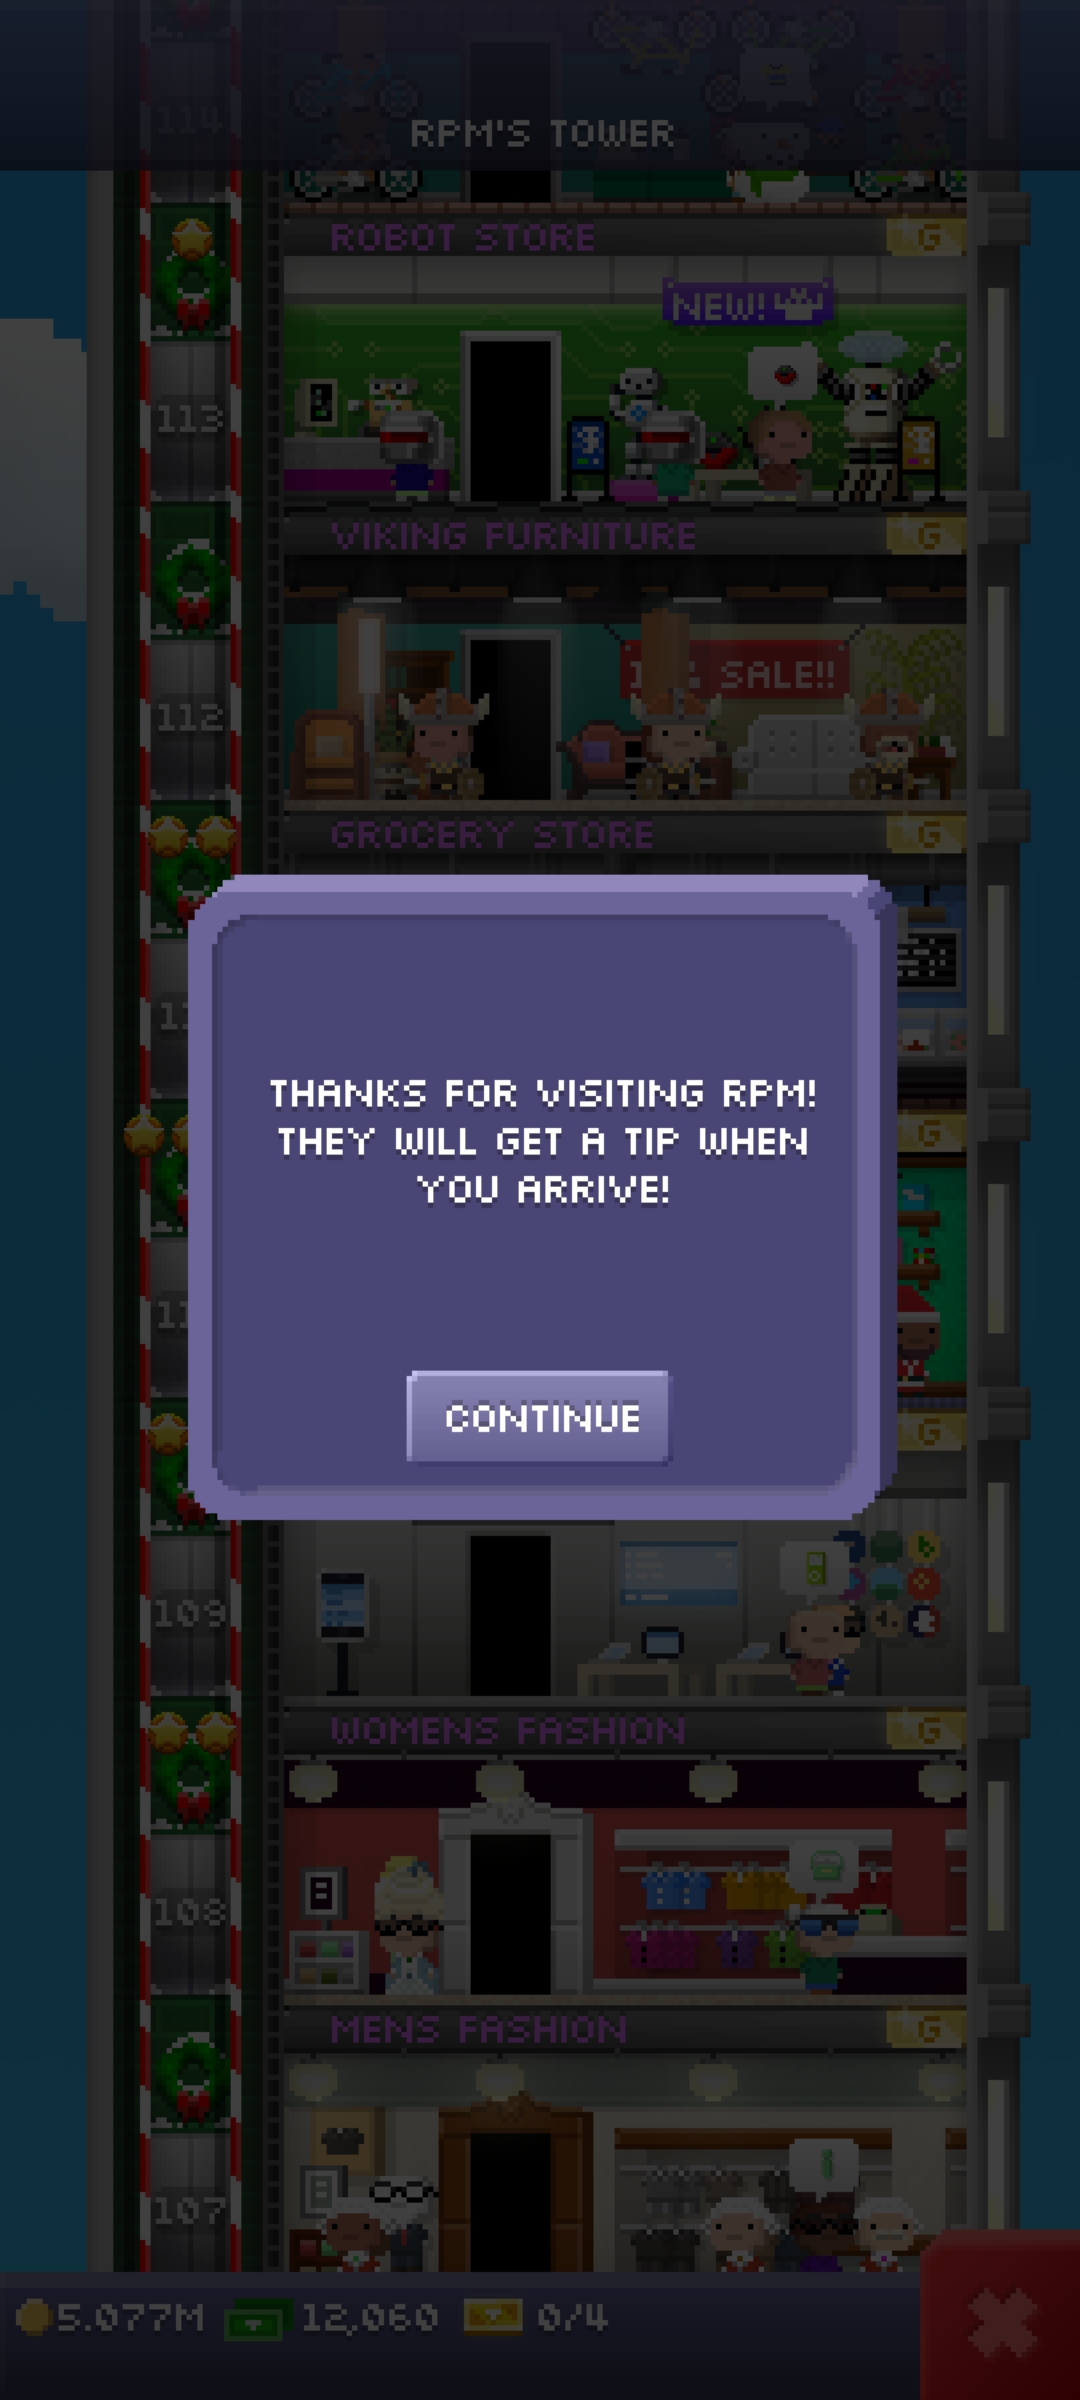 114
RPM'S TOWER
ROBOT STORE
G
NEW!
113
VIKING FURNITURE
G
SALE!!
112
GROCERY STORE
G
G
THANKS FOR VISITING RPM!
THEY WILL GET A TIP WHEN
YOU ARRIVE!
CONTINUE
G
109
WOMENS FASHION
G
108
MENS FASHION
G
107
5.077M
12,060
0/4